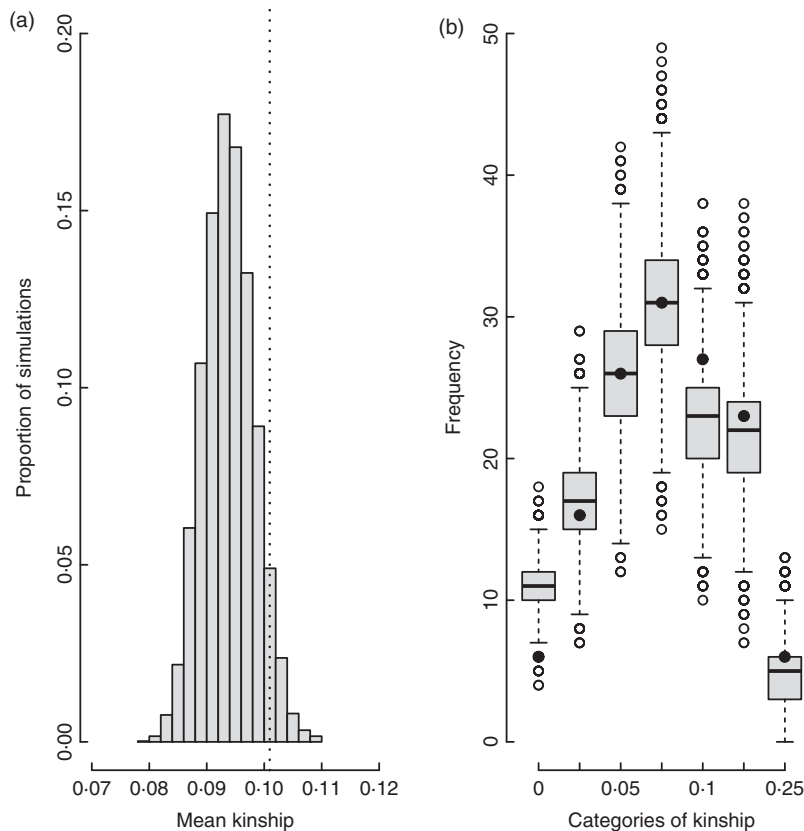 (a)
0·20
0·15
0·10
0·05
0·00
Proportion of simulations
0·07 0·08 0·09 0·10 0·11 0·12
Mean kinship
(b)
50
40
30
20
10
0
Frequency
0 0·05 0·1 0·25
Categories of kinship